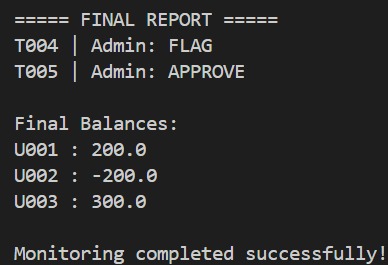 ===== FINAL REPORT =====
T004 | Admin: FLAG
T005 | Admin: APPROVE
Final Balances:
U001 : 200.0
U002 : -200.0
U003 : 300.0
Monitoring completed successfully!